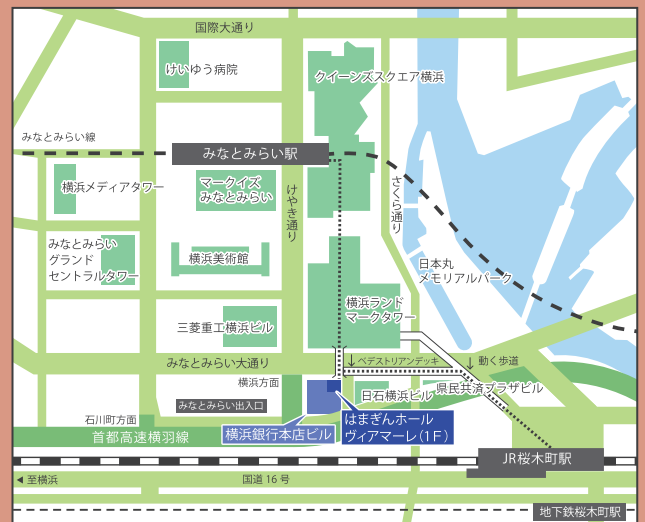 国際大通り
けいゆう病院
クイーンズスクエア横浜
みなとみらい線
みなとみらい駅
横浜メディアタワー
マークイズ
みなとみらい
けやき通り
さくら通り
みなとみらい
グランド
セントラルタワー
横浜美術館
日本丸
メモリアルパーク
横浜ランド
マークタワー
三菱重工横浜ビル
みなとみらい大通り
↓ペデストリアンデッキ
↓動く歩道
横浜方面
日石横浜ビル
県民共済プラザビル
みなとみらい出入口
石川町方面
はまぎんホール
ヴィアマーレ(1F)
首都高速横羽線
横浜銀行本店ビル
JR桜木町駅
◀至横浜
国道16号
地下鉄桜木町駅